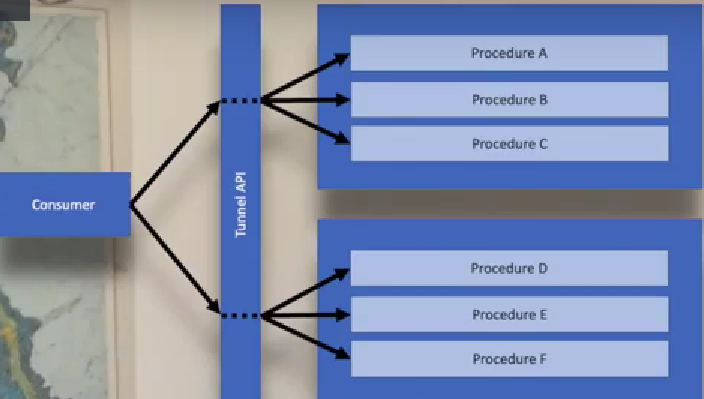 Consumer
Tunnel API
Procedure A
Procedure B
Procedure C
Procedure D
Procedure E
Procedure F